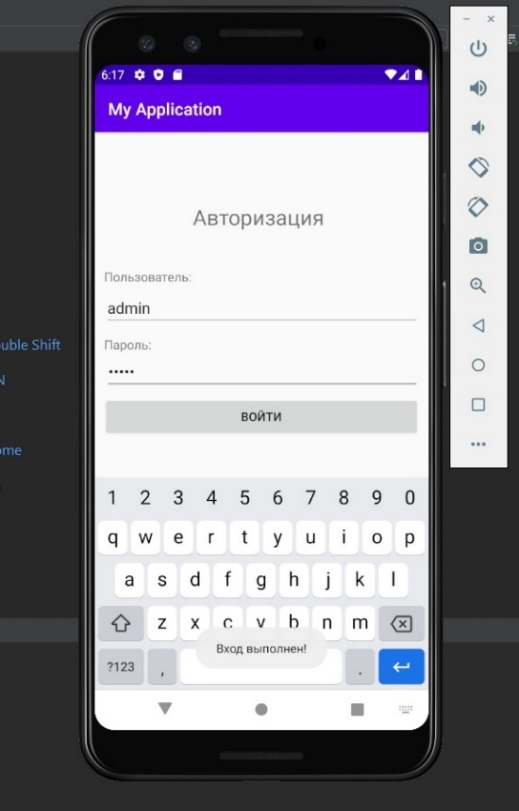 6:17
My Application
Авторизация
Пользователь:
admin
Пароль:
•••••
ВОЙТИ
uble Shift
N
ome
1 2 3 4 5 6 7 8 9 0
q w e r t y u i o p
a s d f g h j k l
z x c v b n m
Вход выполнен!
?123 , .